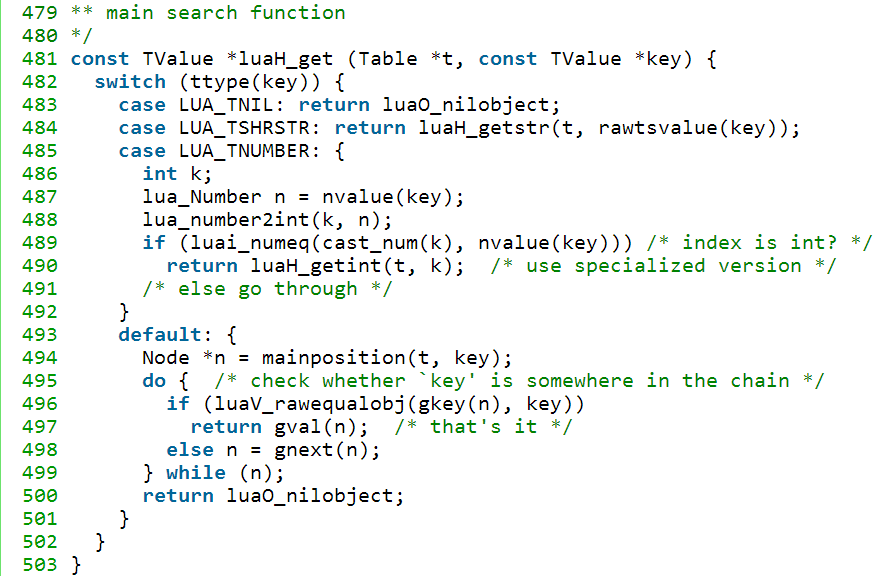 479 ** main search function
480 */
481 const TValue *luaH_get (Table *t, const TValue *key) {
482   switch (ttype(key)) {
483     case LUA_TNIL: return luaO_nilobject;
484     case LUA_TSHRSTR: return luaH_getstr(t, rawtsvalue(key));
485     case LUA_TNUMBER: {
486       int k;
487       lua_Number n = nvalue(key);
488       lua_number2int(k, n);
489       if (luai_numeq(cast_num(k), nvalue(key))) /* index is int? */
490         return luaH_getint(t, k);  /* use specialized version */
491       /* else go through */
492     }
493     default: {
494       Node *n = mainposition(t, key);
495       do {  /* check whether `key' is somewhere in the chain */
496         if (luaV_rawequalobj(gkey(n), key))
497           return gval(n);  /* that's it */
498         else n = gnext(n);
499       } while (n);
500       return luaO_nilobject;
501     }
502   }
503 }